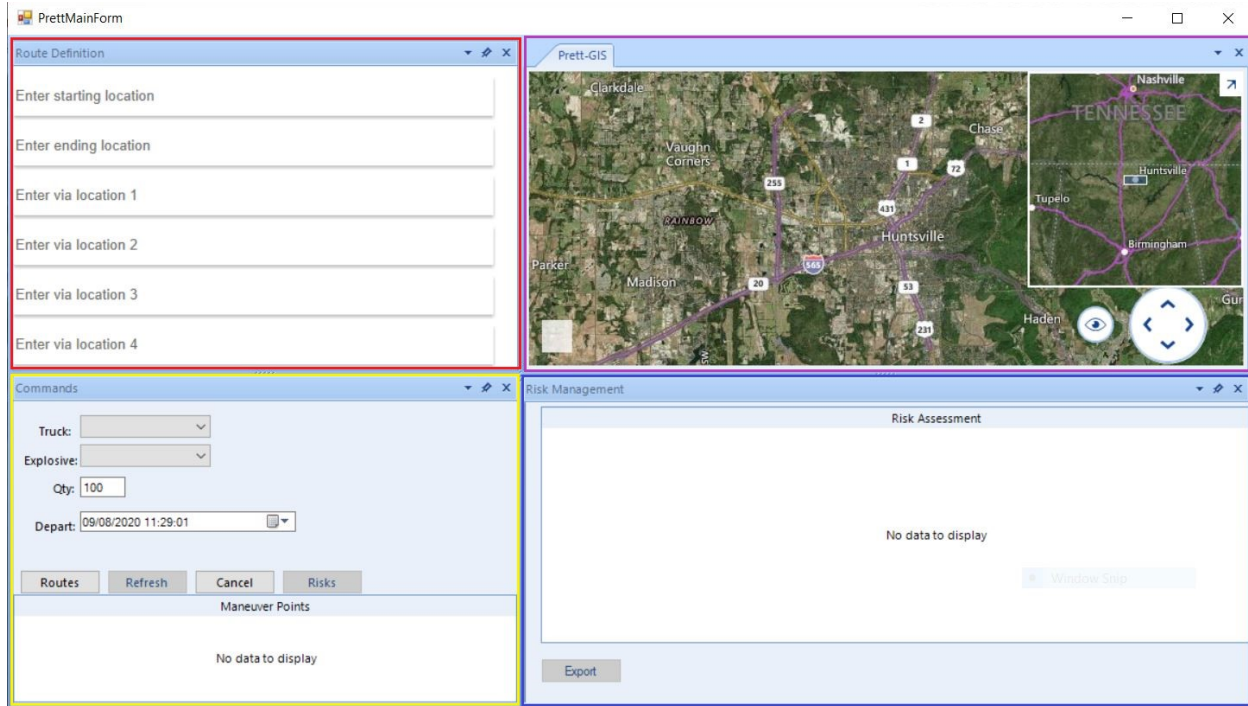 PrettMainForm
Route Definition
Enter starting location
Enter ending location
Enter via location 1
Enter via location 2
Enter via location 3
Enter via location 4
Prett-GIS
Clarkdale
Vaughn
Corners
RAINBOW
Parker
Madison
Huntsville
Chase
Haden
255
2
1
72
431
565
20
53
231
Nashville
TENNESSEE
Huntsville
Tupelo
Birmingham
Commands
Truck:
Explosive:
Qty: 100
Depart: 09/08/2020 11:29:01
Routes Refresh Cancel Risks
Maneuver Points
No data to display
Risk Management
Risk Assessment
No data to display
Window Snip
Export